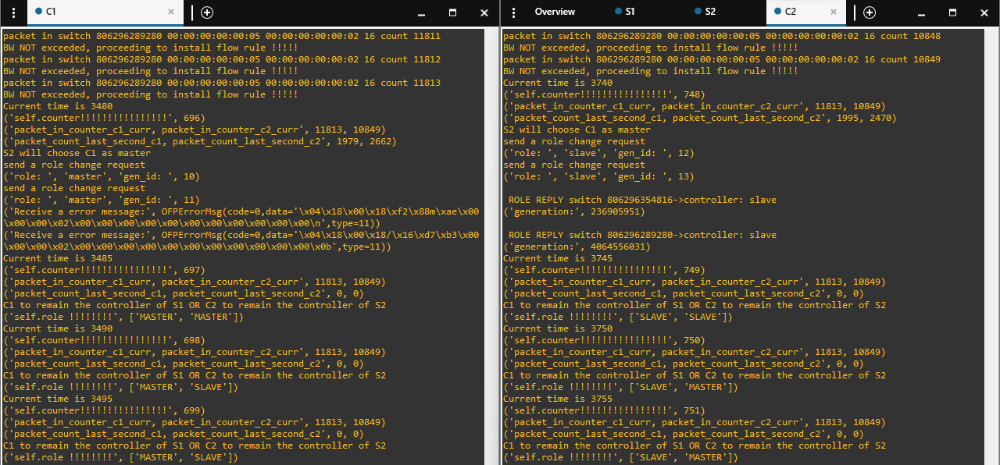 C1
packet in switch 806296289280 00:00:00:00:00:05 00:00:00:00:00:02 16 count 11811
BW NOT exceeded, proceeding to install flow rule !!!!!
packet in switch 806296289280 00:00:00:00:00:05 00:00:00:00:00:02 16 count 11812
BW NOT exceeded, proceeding to install flow rule !!!!!
packet in switch 806296289280 00:00:00:00:00:05 00:00:00:00:00:02 16 count 11813
BW NOT exceeded, proceeding to install flow rule !!!!!
Current time is 3480
('self.counter!!!!!!!!!!!!!!!!', 696)
('packet_in_counter_c1_curr, packet_in_counter_c2_curr', 11813, 10849)
('packet_count_last_second_c1, packet_count_last_second_c2', 1979, 2662)
S2 will choose C1 as master
send a role change request
('role: ', 'master', 'gen_id: ', 10)
send a role change request
('role: ', 'master', 'gen_id: ', 11)
('Receive a error message:', OFPErrorMsg(code=0,data='\x04\x18\x00\x18\xf2\x88m\xae\x00
\x00\x00\x02\x00\x00\x00\x00\x00\x00\x00\x00\x00\x00\x00\n',type=11))
('Receive a error message:', OFPErrorMsg(code=0,data='\x04\x18\x00\x18/\x16\xd7\xb3\x00
\x00\x00\x02\x00\x00\x00\x00\x00\x00\x00\x00\x00\x00\x00\x0b',type=11))
Current time is 3485
('self.counter!!!!!!!!!!!!!!!!', 697)
('packet_in_counter_c1_curr, packet_in_counter_c2_curr', 11813, 10849)
('packet_count_last_second_c1, packet_count_last_second_c2', 0, 0)
C1 to remain the controller of S1 OR C2 to remain the controller of S2
('self.role !!!!!!!!', ['MASTER', 'MASTER'])
Current time is 3490
('self.counter!!!!!!!!!!!!!!!!', 698)
('packet_in_counter_c1_curr, packet_in_counter_c2_curr', 11813, 10849)
('packet_count_last_second_c1, packet_count_last_second_c2', 0, 0)
C1 to remain the controller of S1 OR C2 to remain the controller of S2
('self.role !!!!!!!!', ['MASTER', 'SLAVE'])
Current time is 3495
('self.counter!!!!!!!!!!!!!!!!', 699)
('packet_in_counter_c1_curr, packet_in_counter_c2_curr', 11813, 10849)
('packet_count_last_second_c1, packet_count_last_second_c2', 0, 0)
C1 to remain the controller of S1 OR C2 to remain the controller of S2
('self.role !!!!!!!!', ['MASTER', 'SLAVE'])
Overview S1 S2 C2
packet in switch 806296289280 00:00:00:00:00:05 00:00:00:00:00:02 16 count 10848
BW NOT exceeded, proceeding to install flow rule !!!!!
packet in switch 806296289280 00:00:00:00:00:05 00:00:00:00:00:02 16 count 10849
BW NOT exceeded, proceeding to install flow rule !!!!!
Current time is 3740
('self.counter!!!!!!!!!!!!!!!!', 748)
('packet_in_counter_c1_curr, packet_in_counter_c2_curr', 11813, 10849)
('packet_count_last_second_c1, packet_count_last_second_c2', 1995, 2470)
S2 will choose C1 as master
send a role change request
('role: ', 'slave', 'gen_id: ', 12)
send a role change request
('role: ', 'slave', 'gen_id: ', 13)
ROLE REPLY switch 806296354816->controller: slave
('generation:', 236905951)
ROLE REPLY switch 806296289280->controller: slave
('generation:', 4064556031)
Current time is 3745
('self.counter!!!!!!!!!!!!!!!!', 749)
('packet_in_counter_c1_curr, packet_in_counter_c2_curr', 11813, 10849)
('packet_count_last_second_c1, packet_count_last_second_c2', 0, 0)
C1 to remain the controller of S1 OR C2 to remain the controller of S2
('self.role !!!!!!!!', ['SLAVE', 'SLAVE'])
Current time is 3750
('self.counter!!!!!!!!!!!!!!!!', 750)
('packet_in_counter_c1_curr, packet_in_counter_c2_curr', 11813, 10849)
('packet_count_last_second_c1, packet_count_last_second_c2', 0, 0)
C1 to remain the controller of S1 OR C2 to remain the controller of S2
('self.role !!!!!!!!', ['SLAVE', 'MASTER'])
Current time is 3755
('self.counter!!!!!!!!!!!!!!!!', 751)
('packet_in_counter_c1_curr, packet_in_counter_c2_curr', 11813, 10849)
('packet_count_last_second_c1, packet_count_last_second_c2', 0, 0)
C1 to remain the controller of S1 OR C2 to remain the controller of S2
('self.role !!!!!!!!', ['SLAVE', 'MASTER'])